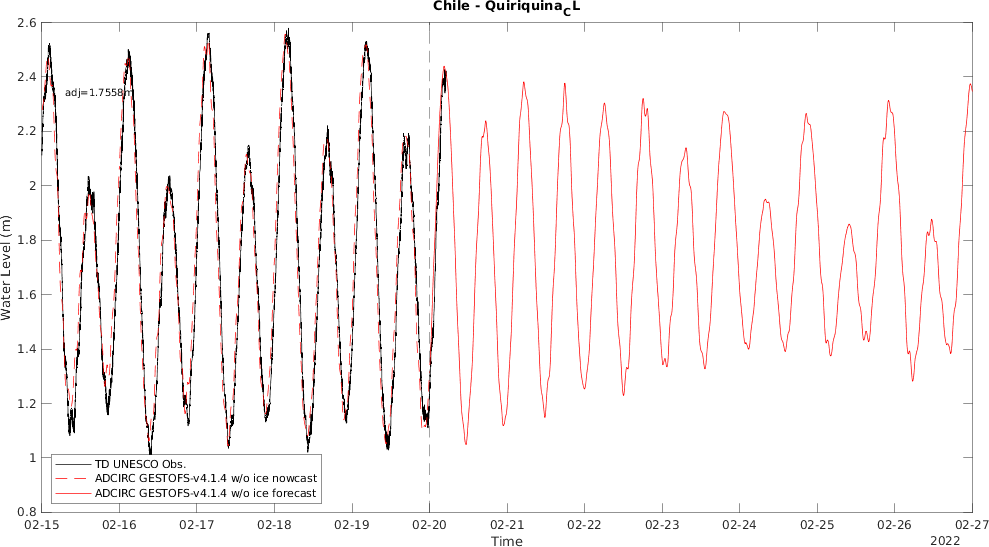 Chile - Quiriquina_CL
2.6
2.4
adj=1.7558m
2.2
2
1.8
1.6
1.4
1.2
1
0.8
Water Level (m)
TD UNESCO Obs.
ADCIRC GESTOFS-v4.1.4 w/o ice nowcast
ADCIRC GESTOFS-v4.1.4 w/o ice forecast
02-15 02-16 02-17 02-18 02-19 02-20 02-21 02-22 02-23 02-24 02-25 02-26 02-27
Time
2022